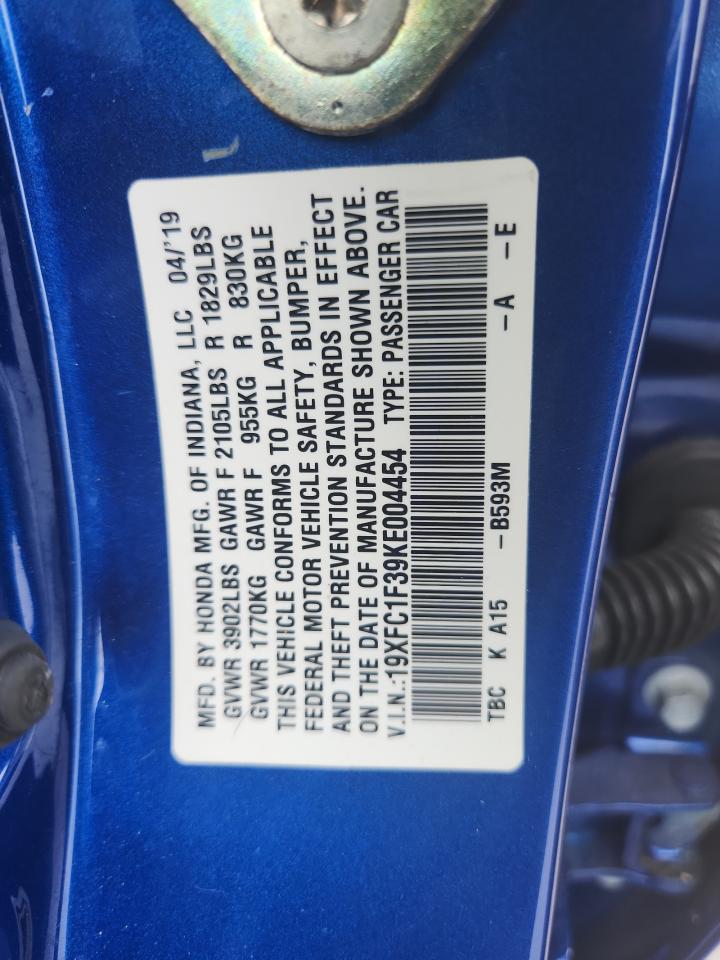 MFD. BY HONDA MFG. OF INDIANA, LLC 04/'19
GVWR 3902LBS GAWR F 2105LBS R 1829LBS
GVWR 1770KG GAWR F 955KG R 830KG
THIS VEHICLE CONFORMS TO ALL APPLICABLE
FEDERAL MOTOR VEHICLE SAFETY, BUMPER,
AND THEFT PREVENTION STANDARDS IN EFFECT
ON THE DATE OF MANUFACTURE SHOWN ABOVE.
V.I.N.:19XFC1F39KE004454 TYPE: PASSENGER CAR
TBC K A15 -B593M -A -E